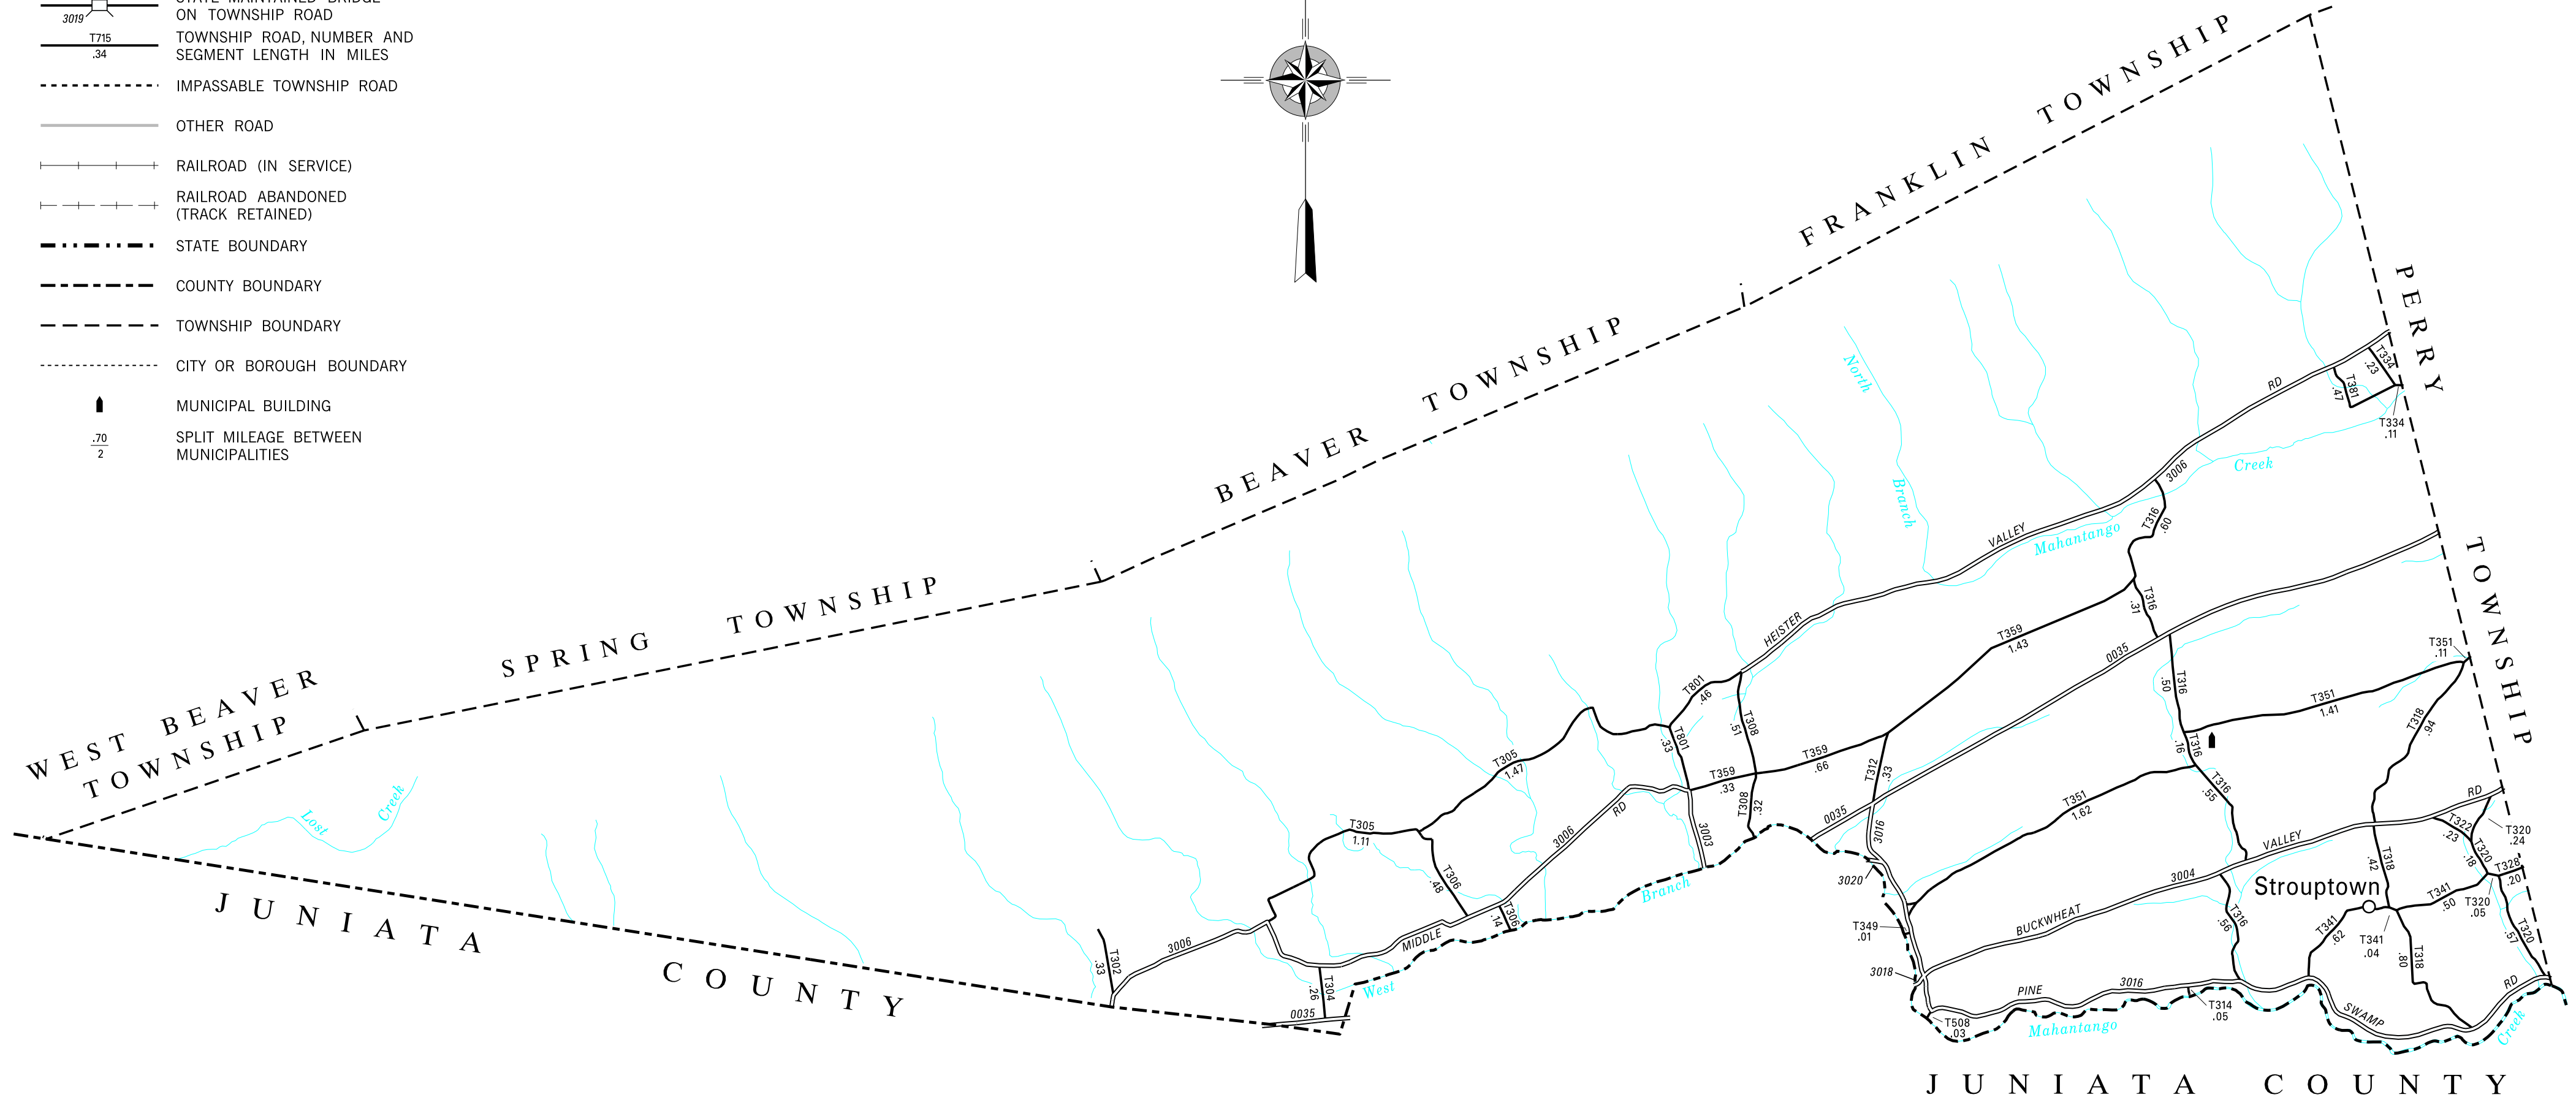 STATE MAINTAINED BRIDGE
ON TOWNSHIP ROAD
3019
T715
.34
TOWNSHIP ROAD, NUMBER AND
SEGMENT LENGTH IN MILES
IMPASSABLE TOWNSHIP ROAD
OTHER ROAD
RAILROAD (IN SERVICE)
RAILROAD ABANDONED
(TRACK RETAINED)
STATE BOUNDARY
COUNTY BOUNDARY
TOWNSHIP BOUNDARY
CITY OR BOROUGH BOUNDARY
MUNICIPAL BUILDING
.70
2
SPLIT MILEAGE BETWEEN
MUNICIPALITIES
WEST BEAVER
TOWNSHIP
SPRING TOWNSHIP
BEAVER TOWNSHIP
FRANKLIN TOWNSHIP
PERRY TOWNSHIP
Lost Creek
JUNIATA COUNTY
T302
.33
3006
T304
.26
0035
T305
1.11
T305
1.47
T306
.48
T306
.14
MIDDLE
3006
RD
West
Branch
T801
.46
T801
.33
T308
.51
T308
.32
T359
.33
T359
.66
T359
1.43
3003
HEISTER
VALLEY
3006
RD
North
Branch
Mahantango
Creek
T334
.23
T381
.47
T334
.11
T316
.60
T316
.31
0035
0035
T312
.33
3016
3020
T316
.50
T351
.11
T351
1.41
T316
.16
T318
.94
T351
1.62
T316
.55
BUCKWHEAT
3004
VALLEY
RD
T322
.23
T320
.24
T320
.18
T328
.20
T320
.05
T320
.57
Strouptown
T318
.42
T341
.50
T341
.62
T341
.04
T318
.80
T316
.56
T349
.01
3018
PINE
3016
SWAMP
RD
T314
.05
T508
.03
Mahantango
Creek
JUNIATA COUNTY